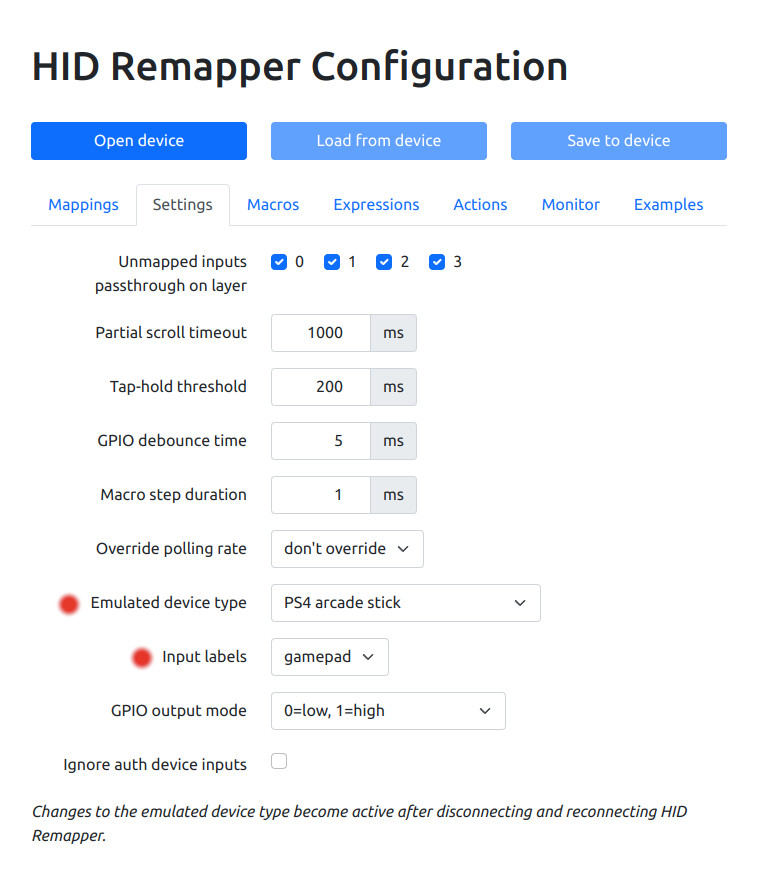 HID Remapper Configuration
Open device Load from device Save to device
Mappings Settings Macros Expressions Actions Monitor Examples
Unmapped inputs 0 1 2 3
passthrough on layer
Partial scroll timeout 1000 ms
Tap-hold threshold 200 ms
GPIO debounce time 5 ms
Macro step duration 1 ms
Override polling rate don't override
Emulated device type PS4 arcade stick
Input labels gamepad
GPIO output mode 0=low, 1=high
Ignore auth device inputs
Changes to the emulated device type become active after disconnecting and reconnecting HID
Remapper.